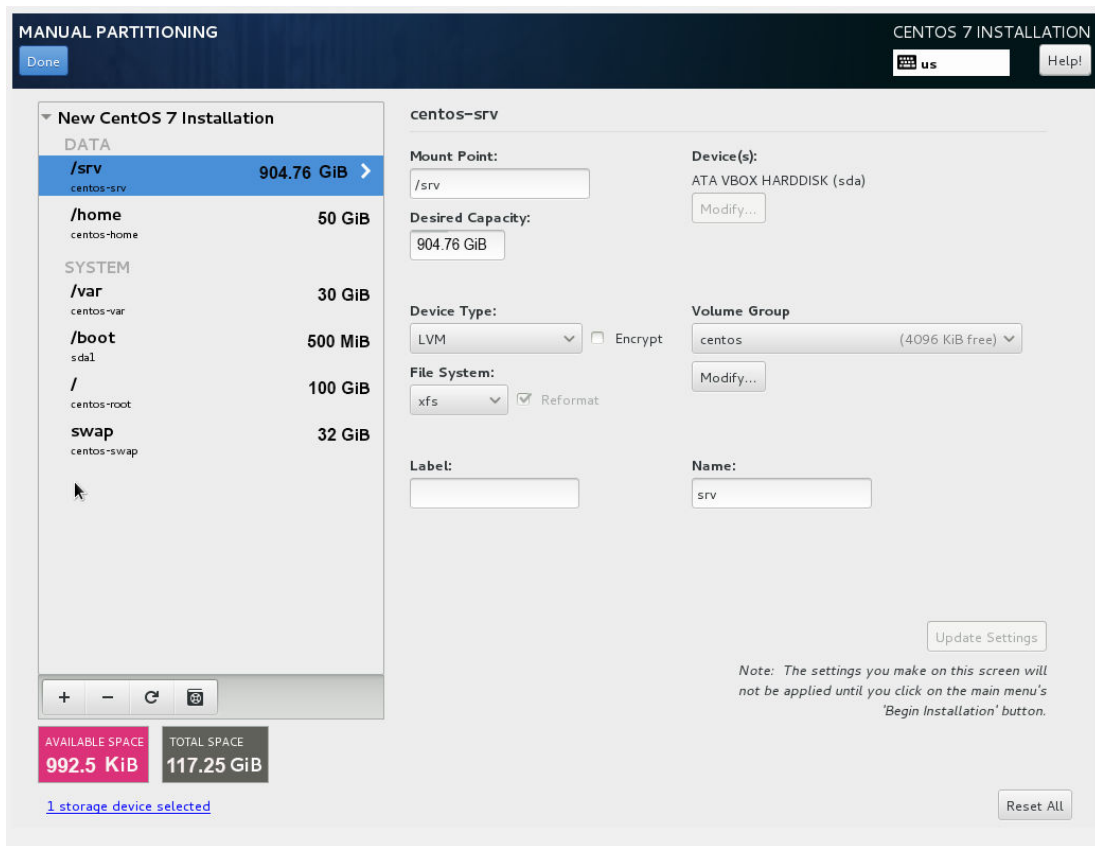 MANUAL PARTITIONING
CENTOS 7 INSTALLATION
Done
us
Help!
New CentOS 7 Installation
DATA
/srv
904.76 GiB
centos-srv
/home
50 GiB
centos-home
SYSTEM
/var
30 GiB
centos-var
/boot
500 MiB
sda1
/
100 GiB
centos-root
swap
32 GiB
centos-swap
+ −
AVAILABLE SPACE
992.5 KiB
TOTAL SPACE
117.25 GiB
1 storage device selected
centos-srv
Mount Point:
/srv
Desired Capacity:
904.76 GiB
Device(s):
ATA VBOX HARDDISK (sda)
Modify...
Device Type:
LVM
Encrypt
File System:
xfs
Reformat
Volume Group
centos (4096 KiB free)
Modify...
Label:
Name:
srv
Update Settings
Note: The settings you make on this screen will
not be applied until you click on the main menu's
'Begin Installation' button.
Reset All